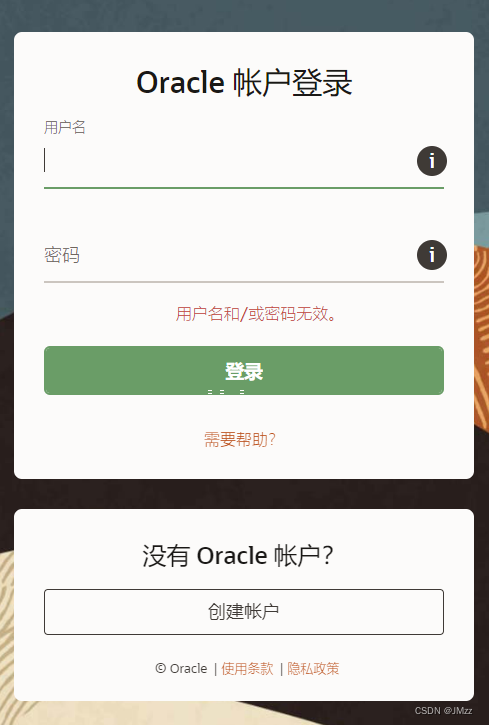 Oracle 帐户登录
用户名
i
密码
i
用户名和/或密码无效。
登录
需要帮助?
没有 Oracle 帐户?
创建帐户
© Oracle | 使用条款 | 隐私政策
CSDN @JMzz